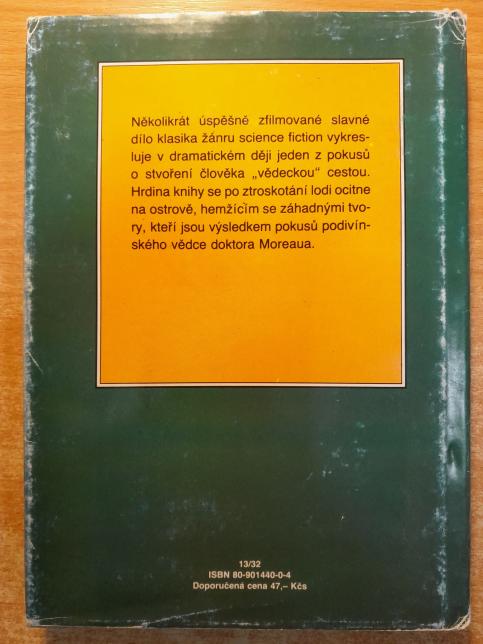 Několikrát úspěšně zfilmované slavné
dílo klasika žánru science fiction vykres-
luje v dramatickém ději jeden z pokusů
o stvoření člověka „vědeckou" cestou.
Hrdina knihy se po ztroskotání lodi ocitne
na ostrově, hemžícím se záhadnými tvo-
ry, kteří jsou výsledkem pokusů podivín-
ského vědce doktora Moreaua.
13/32
ISBN 80-901440-0-4
Doporučená cena 47,– Kčs